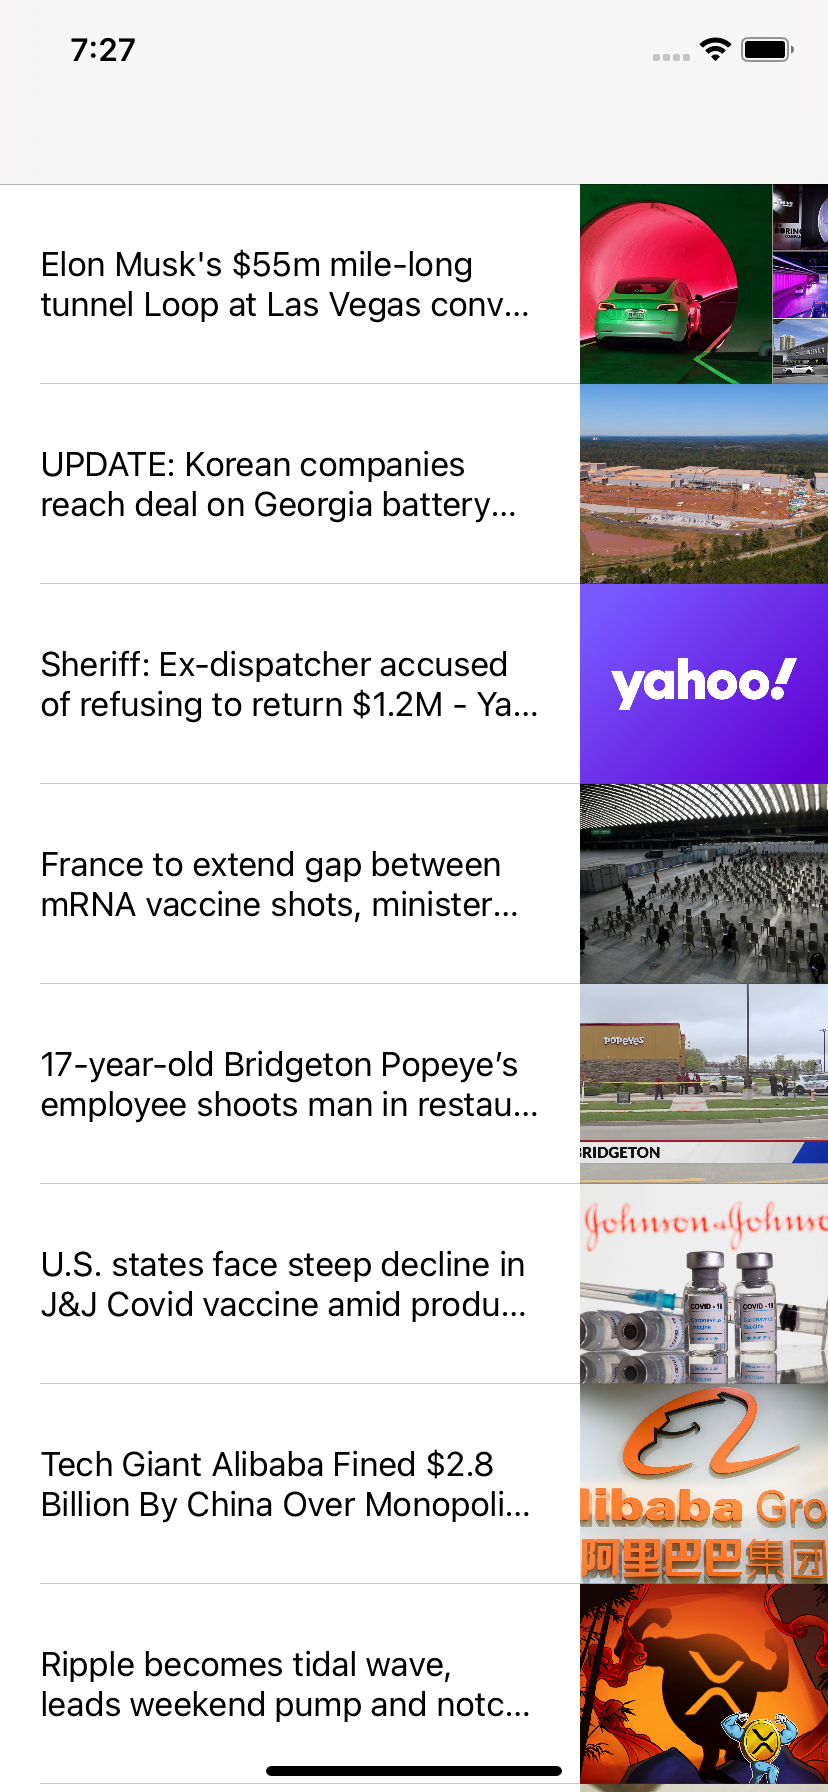 7:27
Elon Musk's $55m mile-long
tunnel Loop at Las Vegas conv...
UPDATE: Korean companies
reach deal on Georgia battery...
Sheriff: Ex-dispatcher accused
of refusing to return $1.2M - Ya...
yahoo!
France to extend gap between
mRNA vaccine shots, minister...
17-year-old Bridgeton Popeye’s
employee shoots man in restau...
POPEYES
BRIDGETON
U.S. states face steep decline in
J&J Covid vaccine amid produ...
Johnson & Johnso
COVID - 19
Coronavirus
Vaccine
COVID - 19
Coronavirus
Vaccine
Tech Giant Alibaba Fined $2.8
Billion By China Over Monopoli...
libaba Gro
阿里巴巴集团
Ripple becomes tidal wave,
leads weekend pump and notc...